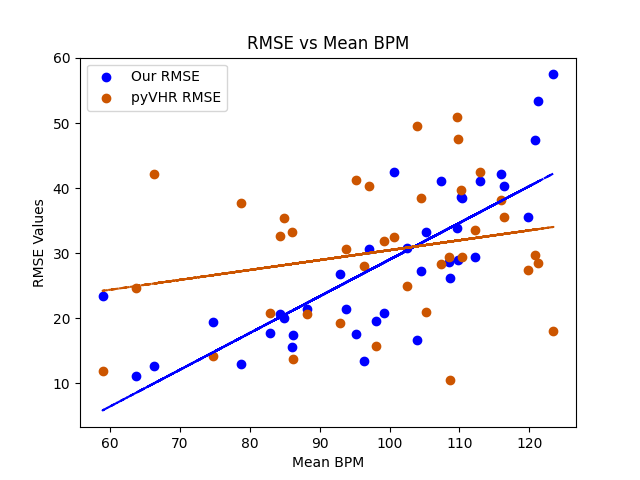 RMSE vs Mean BPM
Our RMSE
pyVHR RMSE
RMSE Values
60
50
40
30
20
10
60 70 80 90 100 110 120
Mean BPM